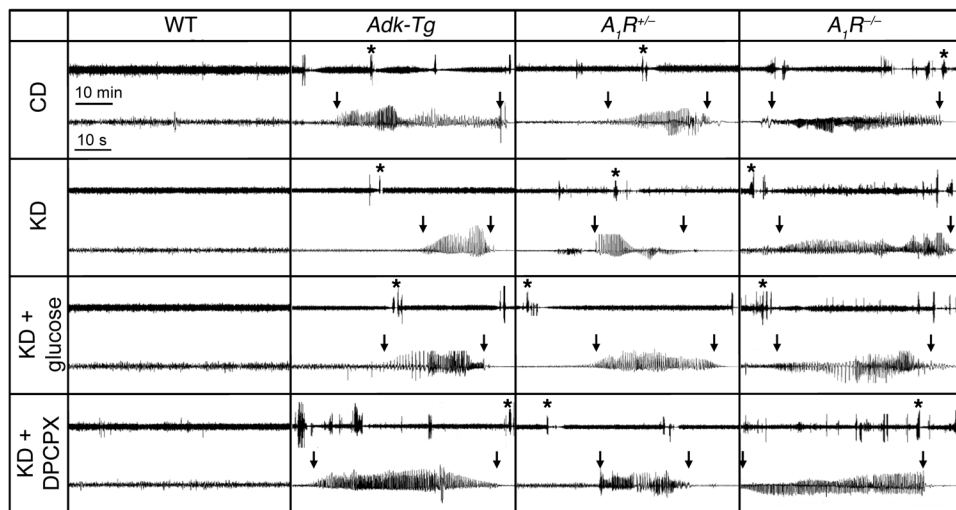 WT Adk-Tg A₁R⁺/⁻ A₁R⁻/⁻
CD
* * *
10 min
10 s
KD
* * *
KD +
glucose
* * *
KD +
DPCPX
* * *